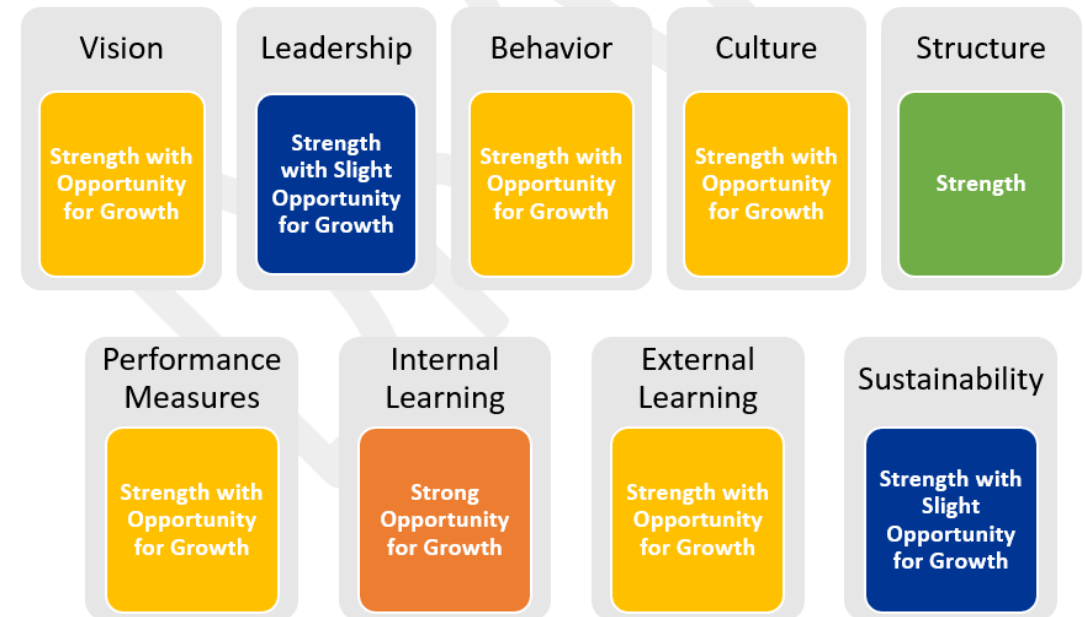 Vision
Strength with
Opportunity
for Growth
Leadership
Strength
with Slight
Opportunity
for Growth
Behavior
Strength with
Opportunity
for Growth
Culture
Strength with
Opportunity
for Growth
Structure
Strength
Performance
Measures
Strength with
Opportunity
for Growth
Internal
Learning
Strong
Opportunity
for Growth
External
Learning
Strength with
Opportunity
for Growth
Sustainability
Strength with
Slight
Opportunity
for Growth